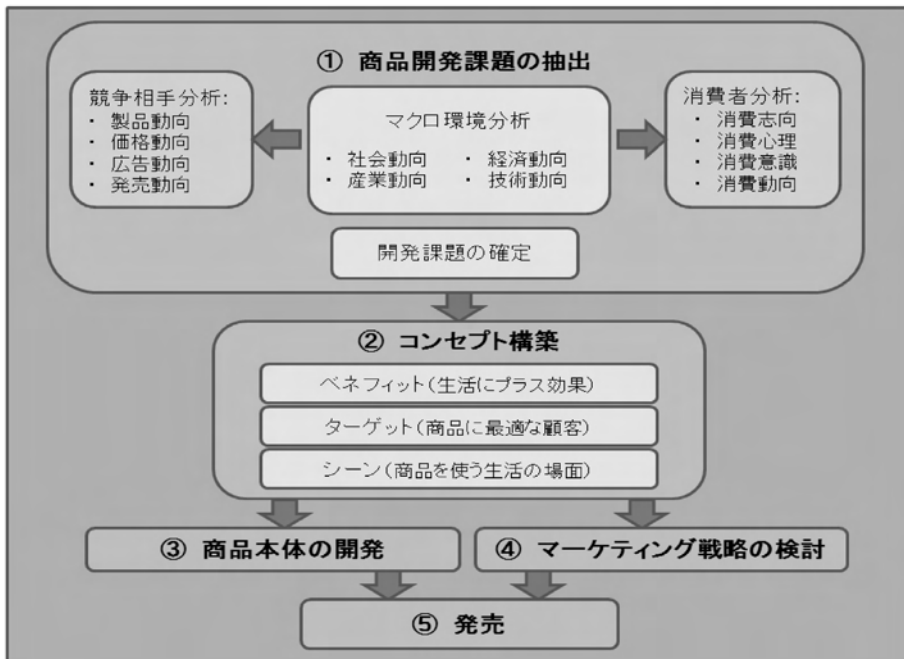 ① 商品開発課題の抽出
競争相手分析:
・ 製品動向
・ 価格動向
・ 広告動向
・ 発売動向
マクロ環境分析
・ 社会動向 ・ 経済動向
・ 産業動向 ・ 技術動向
消費者分析:
・ 消費志向
・ 消費心理
・ 消費意識
・ 消費動向
開発課題の確定
② コンセプト構築
ベネフィット(生活にプラス効果)
ターゲット(商品に最適な顧客)
シーン(商品を使う生活の場面)
③ 商品本体の開発
④ マーケティング戦略の検討
⑤ 発売